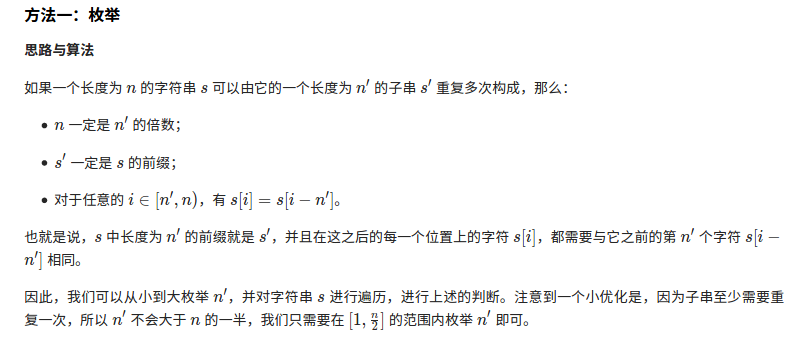 方法一：枚举
思路与算法
如果一个长度为 n 的字符串 s 可以由它的一个长度为 n′ 的子串 s′ 重复多次构成，那么：
• n 一定是 n′ 的倍数；
• s′ 一定是 s 的前缀；
• 对于任意的 i ∈ [n′, n)，有 s[i] = s[i − n′]。
也就是说，s 中长度为 n′ 的前缀就是 s′，并且在这之后的每一个位置上的字符 s[i]，都需要与它之前的第 n′ 个字符 s[i −
n′] 相同。
因此，我们可以从小到大枚举 n′，并对字符串 s 进行遍历，进行上述的判断。注意到一个小优化是，因为子串至少需要重
复一次，所以 n′ 不会大于 n 的一半，我们只需要在 [1, n/2] 的范围内枚举 n′ 即可。